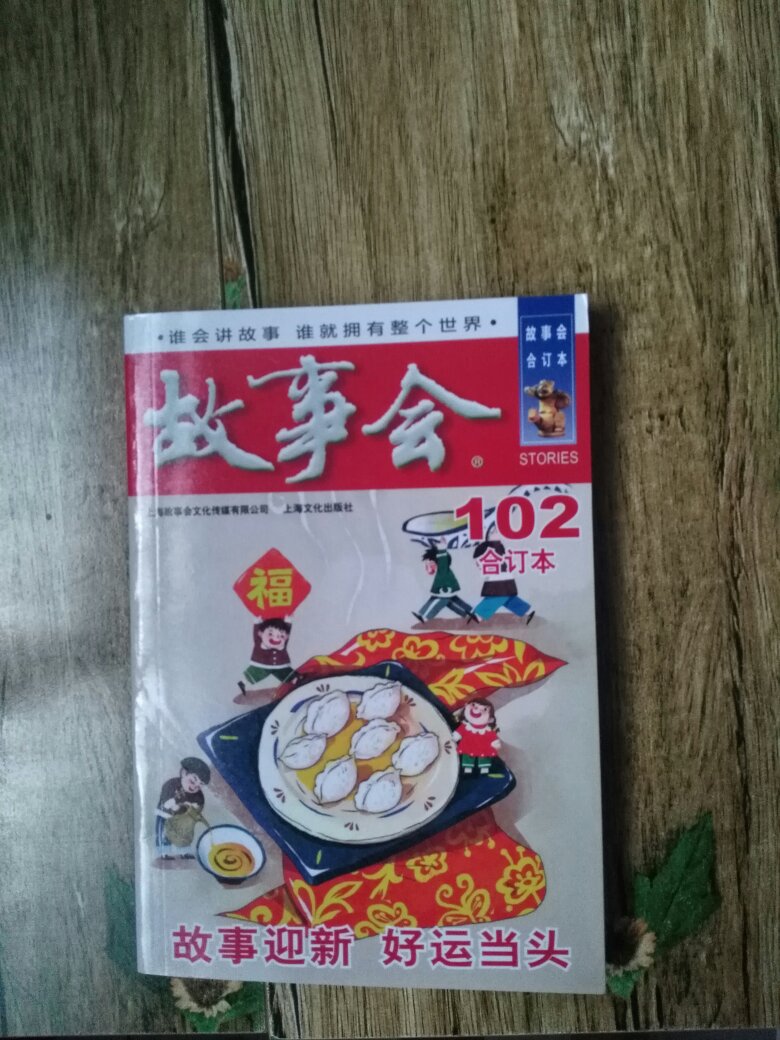 ·谁会讲故事 谁就拥有整个世界·
故事会
合订本
STORIES
故事会®
上海故事会文化传媒有限公司 上海文化出版社
102
合订本
福
故事迎新 好运当头